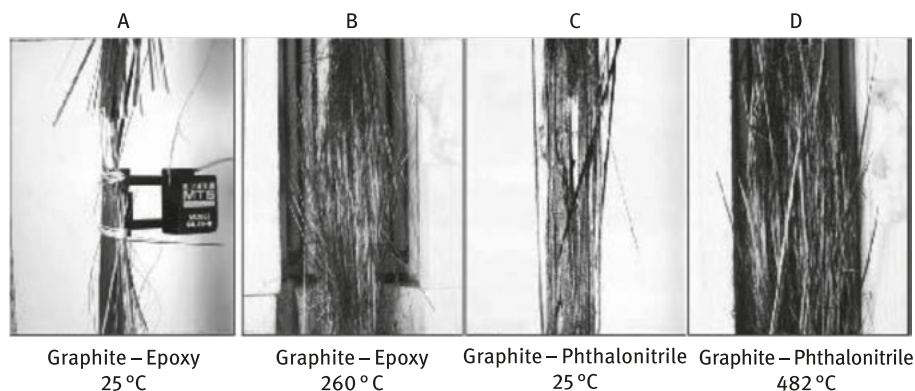 A
B
C
D
MTS
Graphite – Epoxy
25 °C
Graphite – Epoxy
260 °C
Graphite – Phthalonitrile
25 °C
Graphite – Phthalonitrile
482 °C